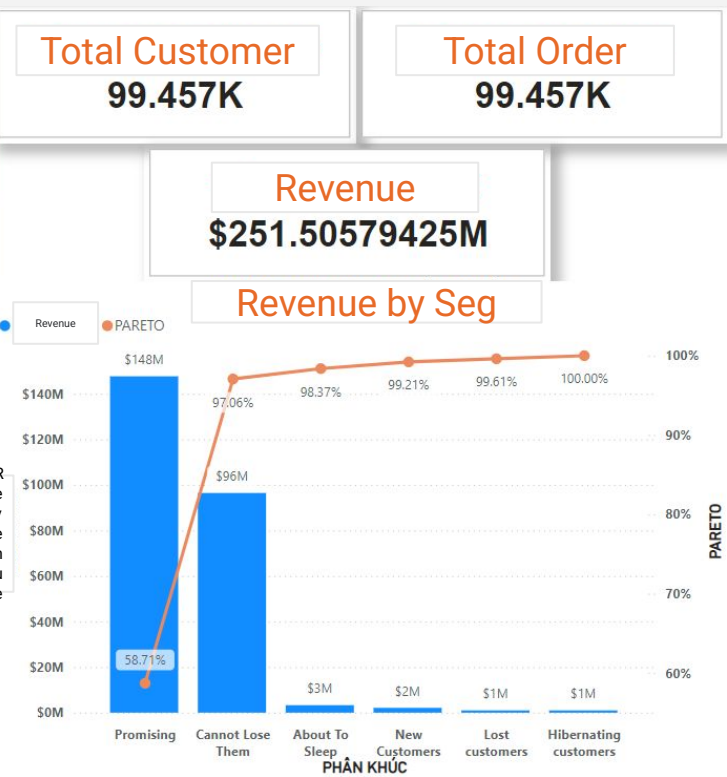 Total Customer
99.457K
Total Order
99.457K
Revenue
$251.50579425M
Revenue by Seg
Revenue
PARETO
$148M
$96M
$3M
$2M
$1M
$1M
58.71%
97.06%
98.37%
99.21%
99.61%
100.00%
$140M
$120M
$100M
$80M
$60M
$40M
$20M
$0M
100%
90%
80%
70%
60%
PARETO
Promising
Cannot Lose
Them
About To
Sleep
New
Customers
Lost
customers
Hibernating
customers
PHÂN KHÚC